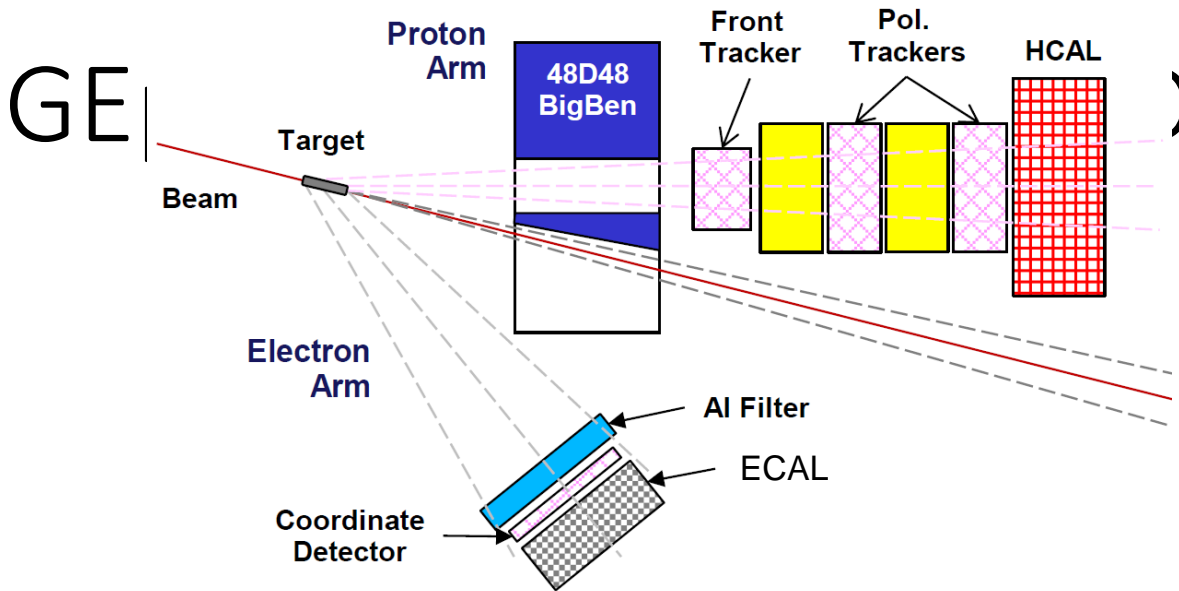 GE
Proton
Arm
48D48
BigBen
Front
Tracker
Pol.
Trackers
HCAL
Target
Beam
Electron
Arm
Al Filter
ECAL
Coordinate
Detector